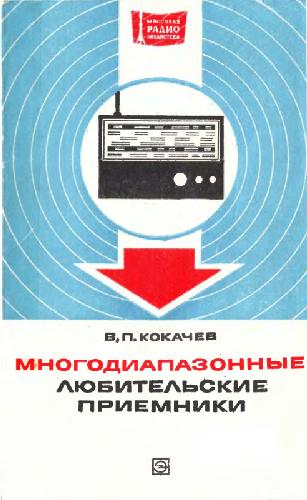 МАССОВАЯ
РАДИО
БИБЛИОТЕКА
В.П.КОКАЧЕВ
МНОГОДИАПАЗОННЫЕ
ЛЮБИТЕЛЬСКИЕ
ПРИЕМНИКИ